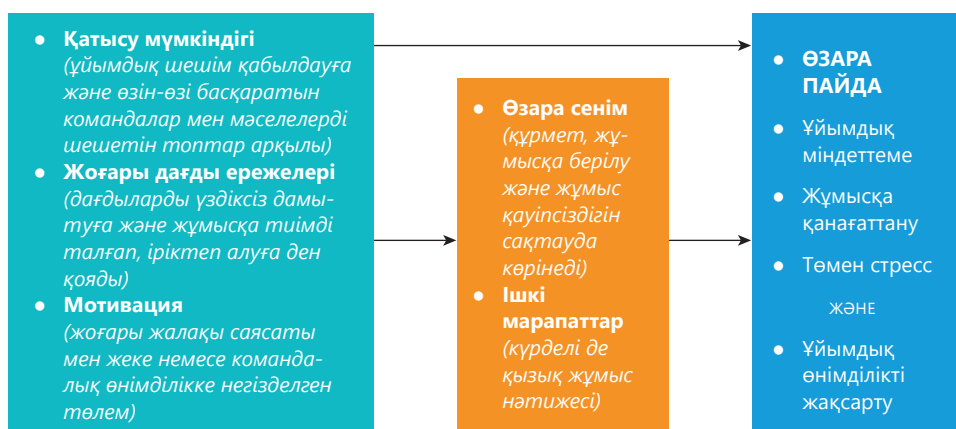 ● Қатысу мүмкіндігі
(ұйымдық шешім қабылдауға
және өзін-өзі басқаратын
командалар мен мәселелерді
шешетін топтар арқылы)
● Жоғары дағды ережелері
(дағдыларды үздіксіз дамы-
туға және жұмысқа тиімді
талғап, іріктеп алуға ден
қояды)
● Мотивация
(жоғары жалақы саясаты
мен жеке немесе команда-
лық өнімділікке негізделген
төлем)
● Өзара сенім
(құрмет, жұ-
мысқа берілу
және жұмыс
қауіпсіздігін
сақтауда
көрінеді)
● Ішкі
марапаттар
(күрделі де
қызық жұмыс
нәтижесі)
● ӨЗАРА
ПАЙДА
● Ұйымдық
міндеттеме
● Жұмысқа
қанағаттану
● Төмен стресс
ЖӘНЕ
● Ұйымдық
өнімділікті
жақсарту